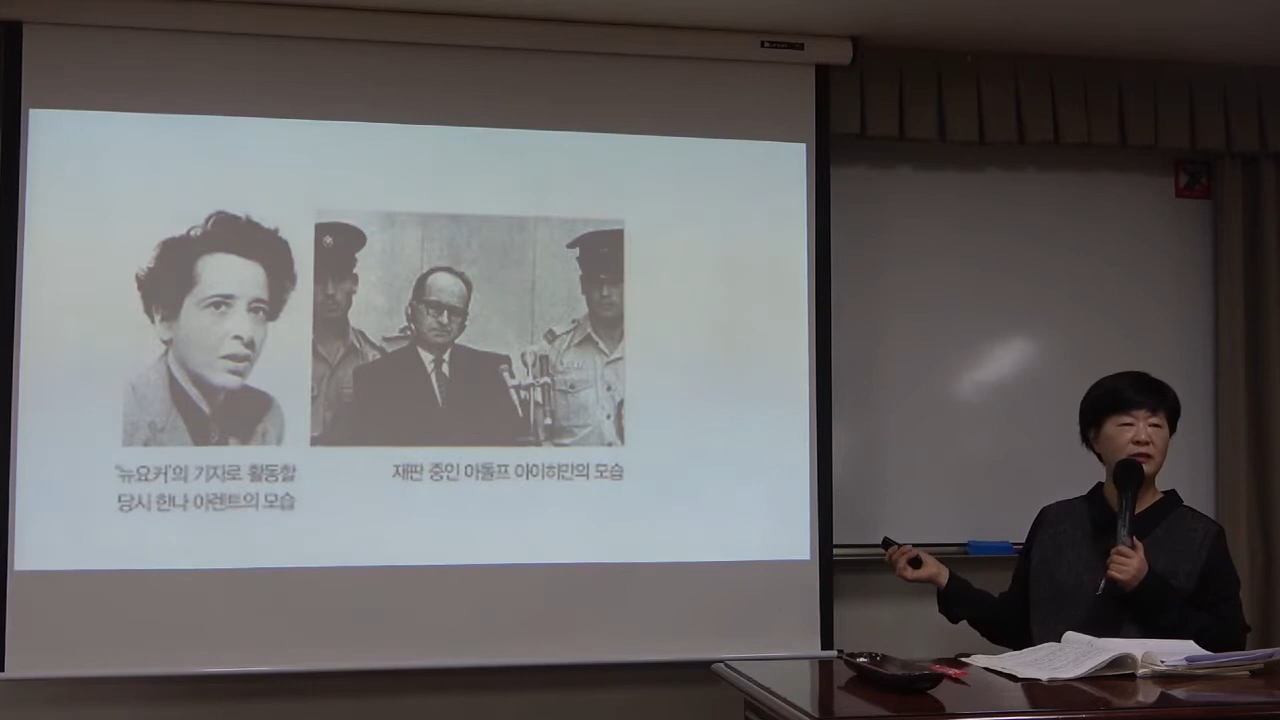 '뉴요커'의 기자로 활동할
당시 한나 아렌트의 모습
재판 중인 아돌프 아이히만의 모습